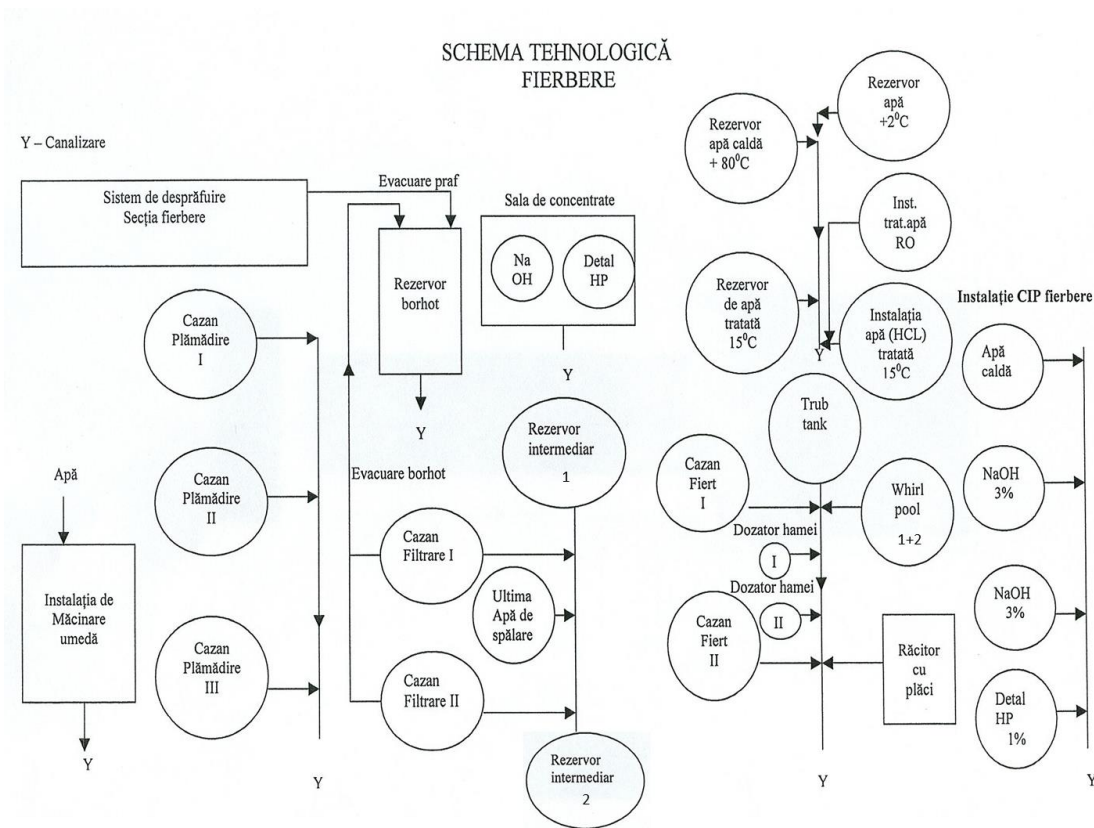 SCHEMA TEHNOLOGICĂ
FIERBERE
Y – Canalizare
Sistem de desprăfuire
Secția fierbere
Evacuare praf
Rezervor
borhot
Y
Sala de concentrate
Na
OH
Detal
HP
Y
Rezervor
apă caldă
+ 80⁰C
Rezervor
apă
+2⁰C
Inst.
trat.apă
RO
Rezervor
de apă
tratată
15⁰C
Instalația
apă (HCL)
tratată
15⁰C
Y
Cazan
Plămădire
I
Cazan
Plămădire
II
Cazan
Plămădire
III
Y
Apă
Instalația de
Măcinare
umedă
Y
Evacuare borhot
Cazan
Filtrare I
Cazan
Filtrare II
Rezervor
intermediar
1
Ultima
Apă de
spălare
Rezervor
intermediar
2
Trub
tank
Cazan
Fiert
I
Whirl
pool
1+2
Dozator hamei
I
Dozator hamei
II
Cazan
Fiert
II
Răcitor
cu
plăci
Y
Instalație CIP fierbere
Apă
caldă
NaOH
3%
NaOH
3%
Detal
HP
1%
Y